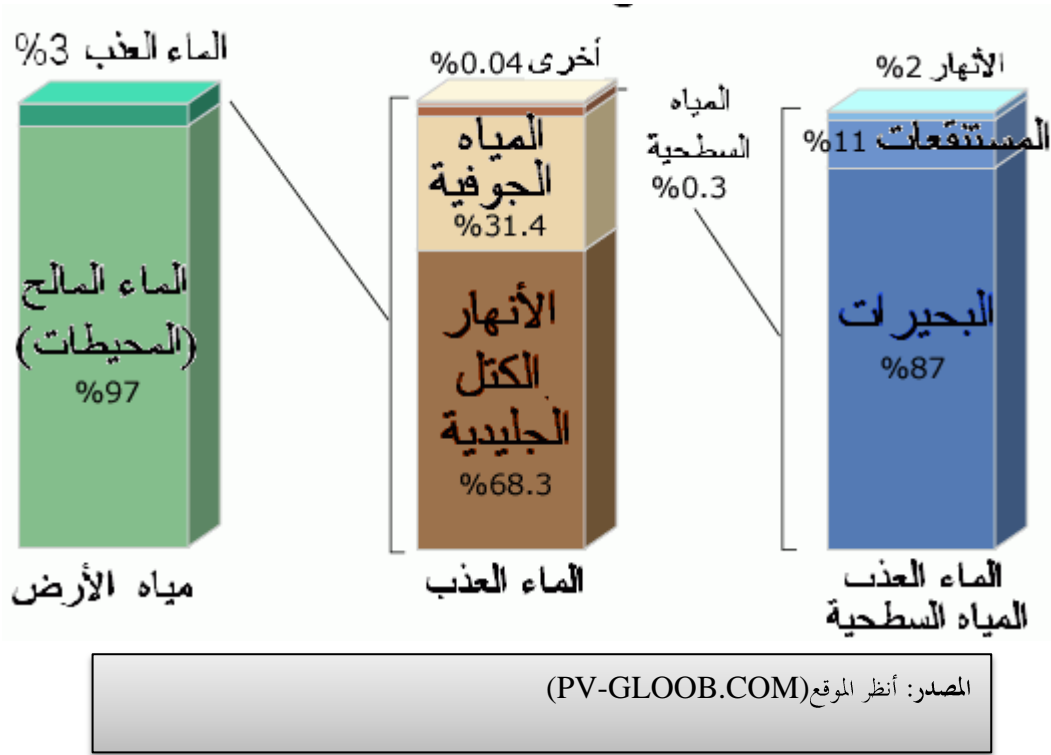 الماء العذب 3%
الماء المالح
(المحيطات)
97%
مياه الأرض
أخرى 0.04%
المياه
الجوفية
31.4%
الأنهار
الكتل
الجليدية
68.3%
الماء العذب
المياه
السطحية
0.3%
الأنهار 2%
المستنقعات 11%
البحيرات
87%
الماء العذب
المياه السطحية
المصدر: أنظر الموقع(PV-GLOOB.COM)